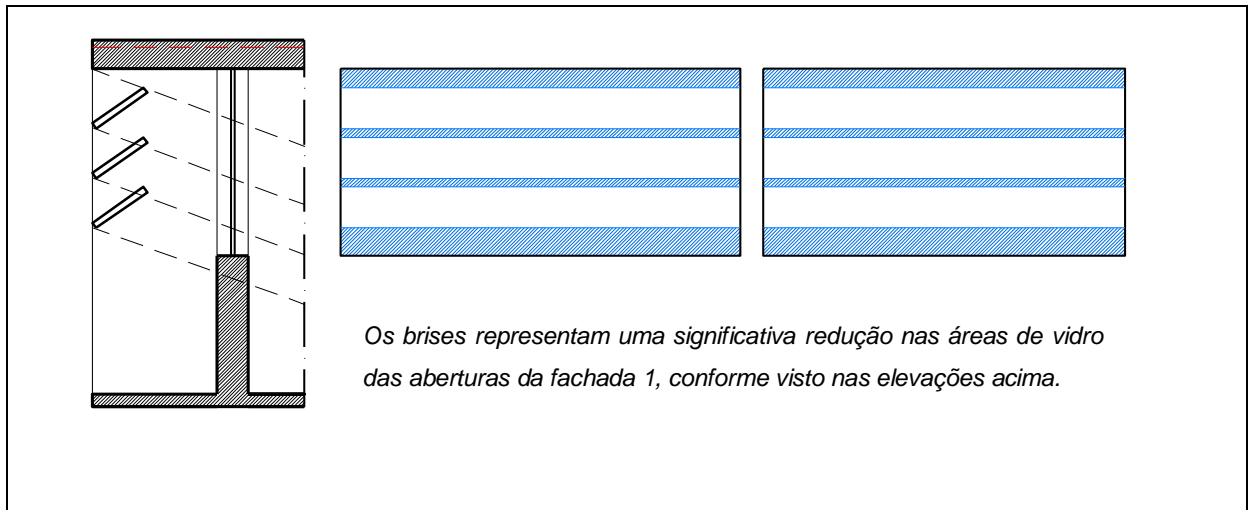 Os brises representam uma significativa redução nas áreas de vidro
das aberturas da fachada 1, conforme visto nas elevações acima.